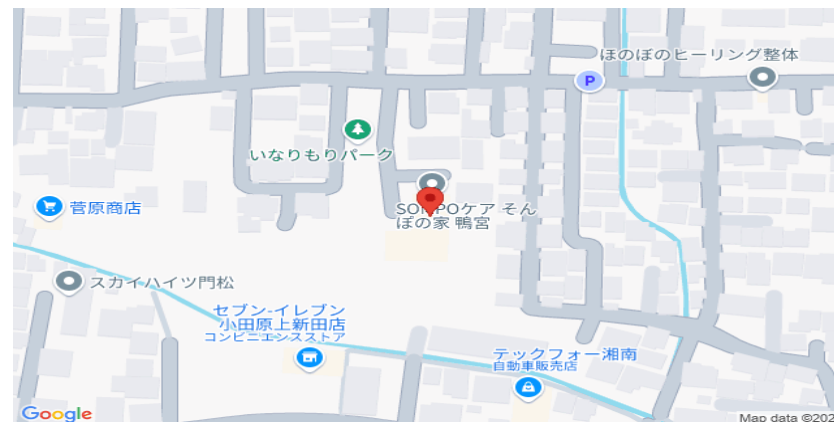 ほのぼのヒーリング整体
P
いなりもりパーク
菅原商店
SOMPOケア そん
ぽの家 鴨宮
スカイハイツ門松
セブン-イレブン
小田原上新田店
コンビニエンスストア
テックフォー湘南
自動車販売店
Google
Map data ©202